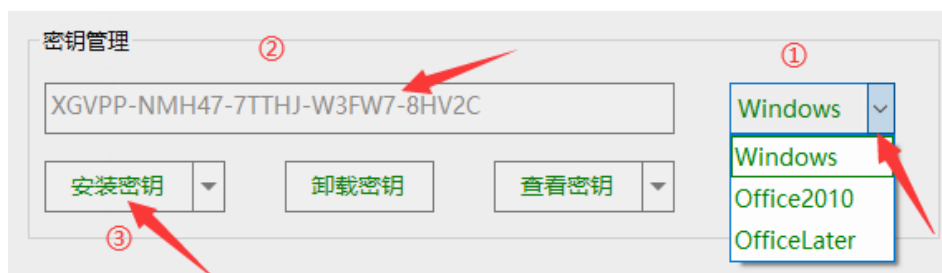 密钥管理
②
①
XGVPP-NMH47-7TTHJ-W3FW7-8HV2C
Windows
Windows
安装密钥
卸载密钥
查看密钥
Office2010
③
OfficeLater